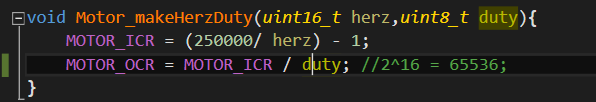 void Motor_makeHerzDuty(uint16_t herz,uint8_t duty){
MOTOR_ICR = (250000/ herz) - 1;
MOTOR_OCR = MOTOR_ICR / duty; //2^16 = 65536;
}